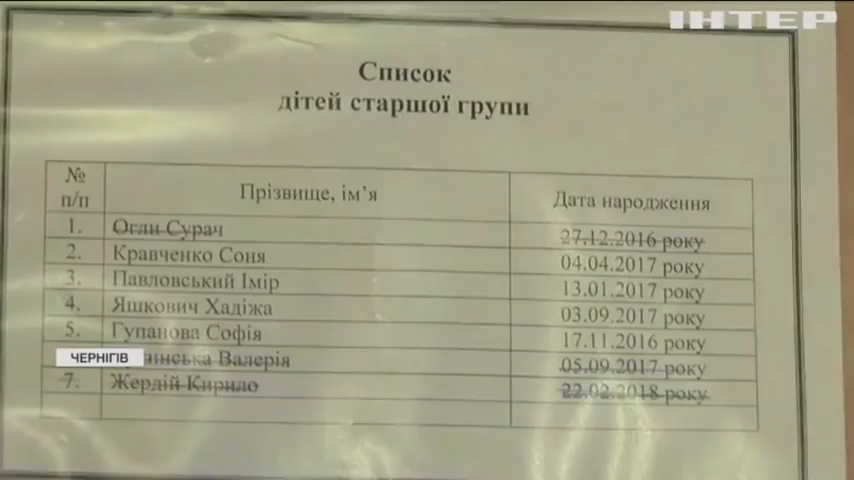 ІНТЕР
Список
дітей старшої групи
№ п/п Прізвище, ім’я Дата народження
1. Огли Сурач 27.12.2016 року
2. Кравченко Соня 04.04.2017 року
3. Павловський Імір 13.01.2017 року
4. Яшкович Хадіжа 03.09.2017 року
5. Гупанова Софія 17.11.2016 року
ЧЕРНІГІВ Валерія 05.09.2017 року
7. Жердій Кирило 22.02.2018 року